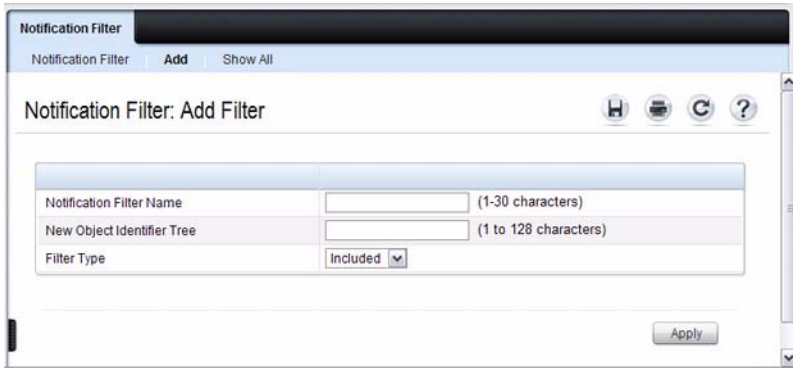 Notification Filter
Notification Filter Add Show All
Notification Filter: Add Filter
Notification Filter Name (1-30 characters)
New Object Identifier Tree (1 to 128 characters)
Filter Type Included
Apply